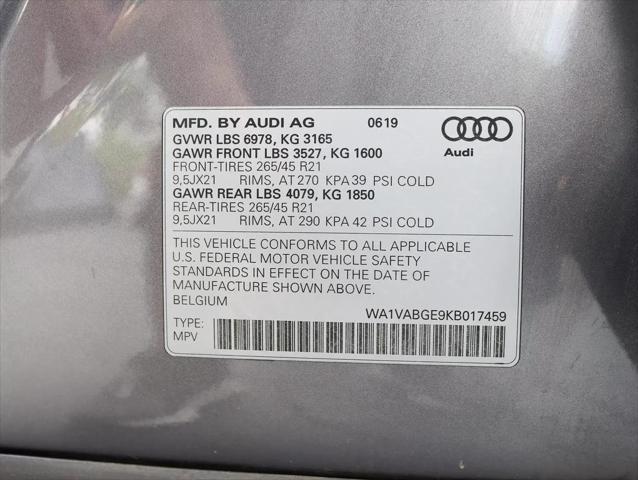 MFD. BY AUDI AG 0619
GVWR LBS 6978, KG 3165
GAWR FRONT LBS 3527, KG 1600
FRONT-TIRES 265/45 R21
9,5JX21 RIMS, AT 270 KPA 39 PSI COLD
GAWR REAR LBS 4079, KG 1850
REAR-TIRES 265/45 R21
9,5JX21 RIMS, AT 290 KPA 42 PSI COLD
Audi
THIS VEHICLE CONFORMS TO ALL APPLICABLE
U.S. FEDERAL MOTOR VEHICLE SAFETY
STANDARDS IN EFFECT ON THE DATE OF
MANUFACTURE SHOWN ABOVE.
BELGIUM
WA1VABGE9KB017459
TYPE:
MPV